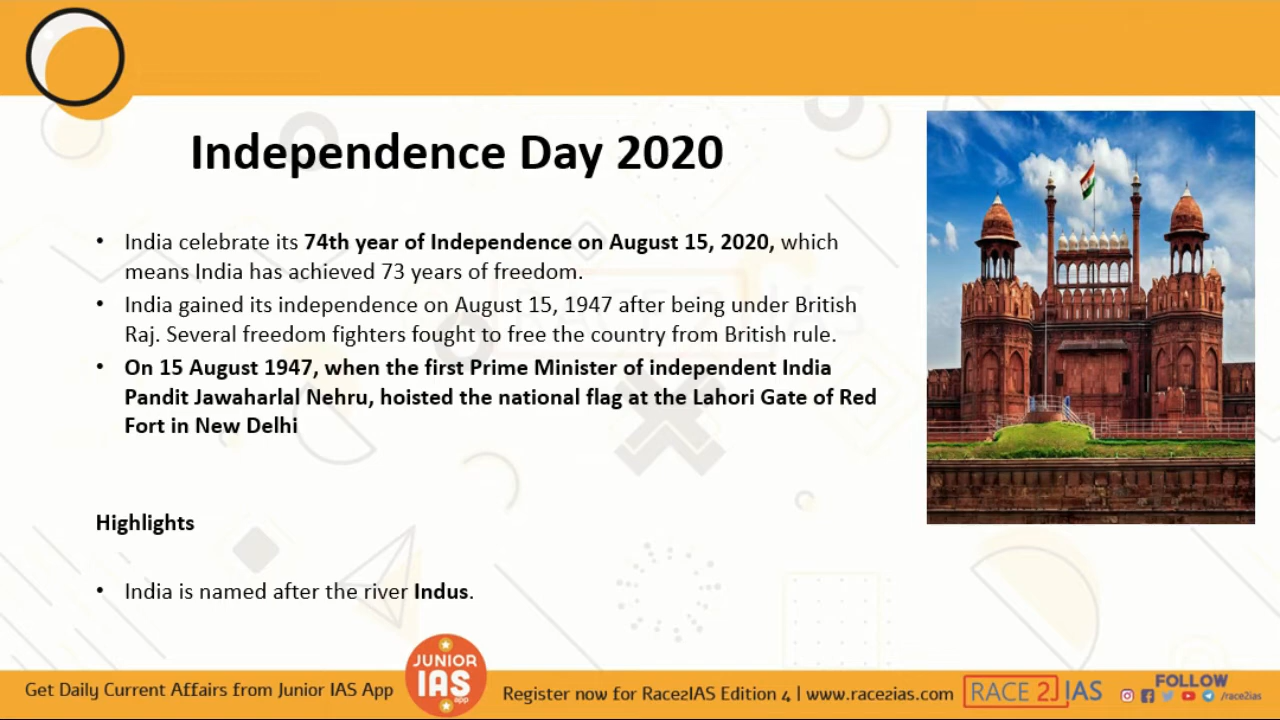 Independence Day 2020
• India celebrate its 74th year of Independence on August 15, 2020, which
means India has achieved 73 years of freedom.
• India gained its independence on August 15, 1947 after being under British
Raj. Several freedom fighters fought to free the country from British rule.
• On 15 August 1947, when the first Prime Minister of independent India
Pandit Jawaharlal Nehru, hoisted the national flag at the Lahori Gate of Red
Fort in New Delhi
Highlights
• India is named after the river Indus.
Get Daily Current Affairs from Junior IAS App
JUNIOR
IAS
app
Register now for Race2IAS Edition 4 | www.race2ias.com
RACE 2 IAS
FOLLOW
/race2ias